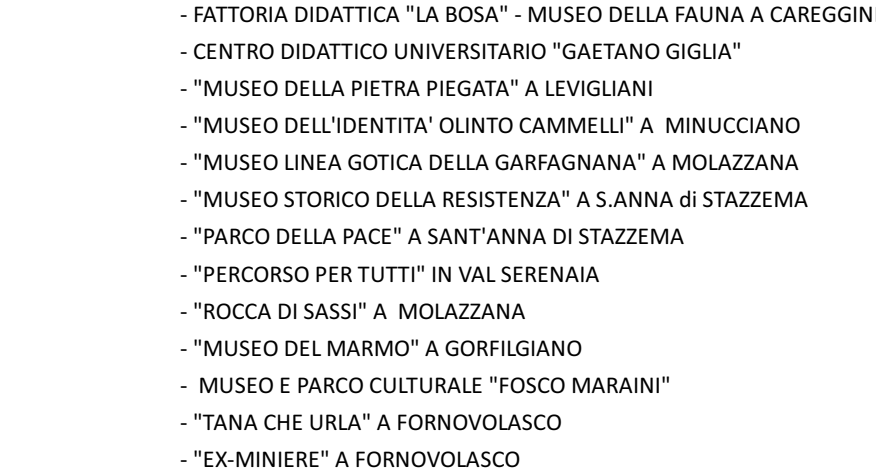 - FATTORIA DIDATTICA "LA BOSA" - MUSEO DELLA FAUNA A CAREGGINE
- CENTRO DIDATTICO UNIVERSITARIO "GAETANO GIGLIA"
- "MUSEO DELLA PIETRA PIEGATA" A LEVIGLIANI
- "MUSEO DELL'IDENTITA' OLINTO CAMMELLI" A  MINUCCIANO
- "MUSEO LINEA GOTICA DELLA GARFAGNANA" A MOLAZZANA
- "MUSEO STORICO DELLA RESISTENZA" A S.ANNA di STAZZEMA
- "PARCO DELLA PACE" A SANT'ANNA DI STAZZEMA
- "PERCORSO PER TUTTI" IN VAL SERENAIA
- "ROCCA DI SASSI" A  MOLAZZANA
- "MUSEO DEL MARMO" A GORFILGIANO
-  MUSEO E PARCO CULTURALE "FOSCO MARAINI"
- "TANA CHE URLA" A FORNOVOLASCO
- "EX-MINIERE" A FORNOVOLASCO